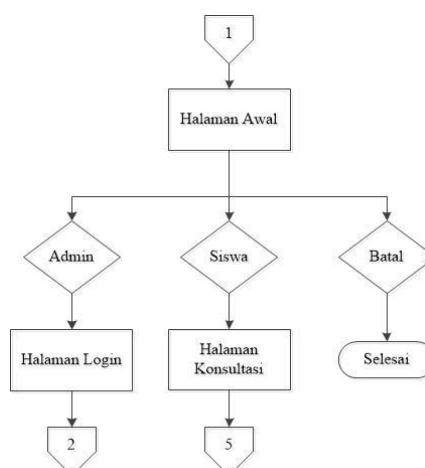 1
Halaman Awal
Admin
Siswa
Batal
Halaman Login
Halaman
Konsultasi
Selesai
2
5